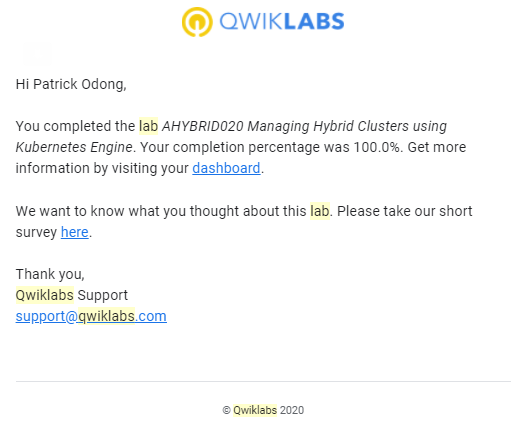 QWIKLABS
Hi Patrick Odong,
You completed the lab AHYBRID020 Managing Hybrid Clusters using
Kubernetes Engine. Your completion percentage was 100.0%. Get more
information by visiting your dashboard.
We want to know what you thought about this lab. Please take our short
survey here.
Thank you,
Qwiklabs Support
support@qwiklabs.com
© Qwiklabs 2020